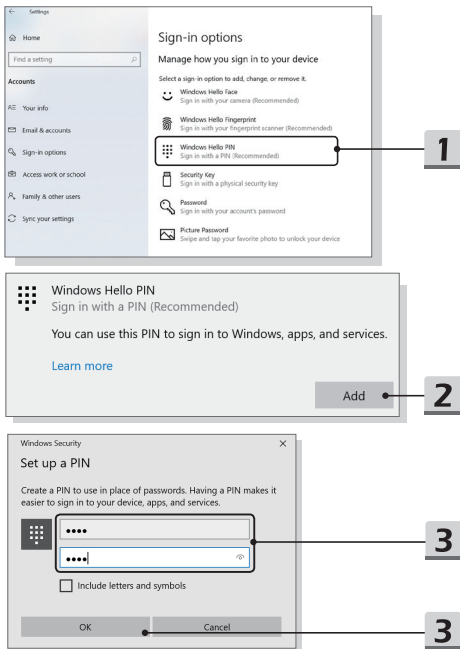 Settings
Home
Find a setting
Accounts
Your info
Email & accounts
Sign-in options
Access work or school
Family & other users
Sync your settings
Sign-in options
Manage how you sign in to your device
Select a sign-in option to add, change, or remove it.
Windows Hello Face
Sign in with your camera (Recommended)
Windows Hello Fingerprint
Sign in with your fingerprint scanner (Recommended)
Windows Hello PIN
Sign in with a PIN (Recommended)
Security Key
Sign in with a physical security key
Password
Sign in with your account's password
Picture Password
Swipe and tap your favorite photo to unlock your device
1
Windows Hello PIN
Sign in with a PIN (Recommended)
You can use this PIN to sign in to Windows, apps, and services.
Learn more
Add
2
Windows Security
Set up a PIN
Create a PIN to use in place of passwords. Having a PIN makes it
easier to sign in to your device, apps, and services.
••••
••••
3
Include letters and symbols
OK Cancel
3